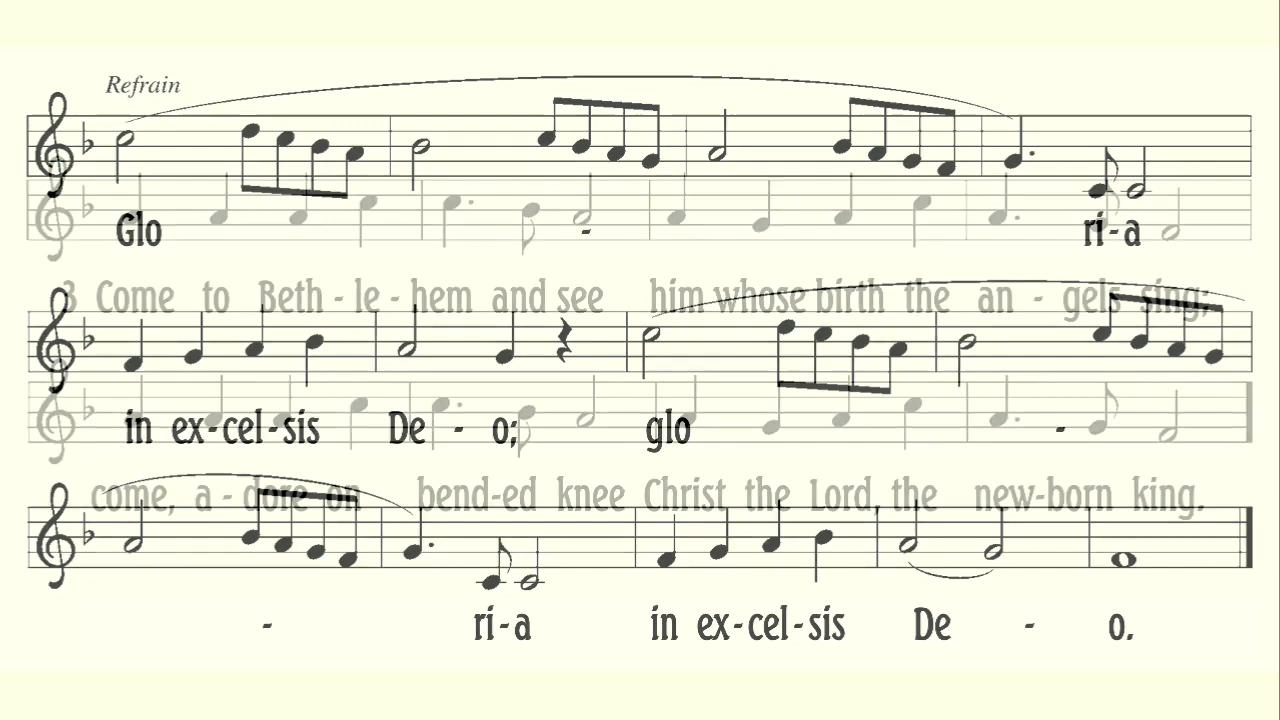 Refrain
Glo - ri-a
3 Come to Beth-le-hem and see him whose birth the an-gels sing;
in ex-cel-sis De-o; glo -
come, a-dore on bend-ed knee Christ the Lord, the new-born king.
- ri-a in ex-cel-sis De - o.